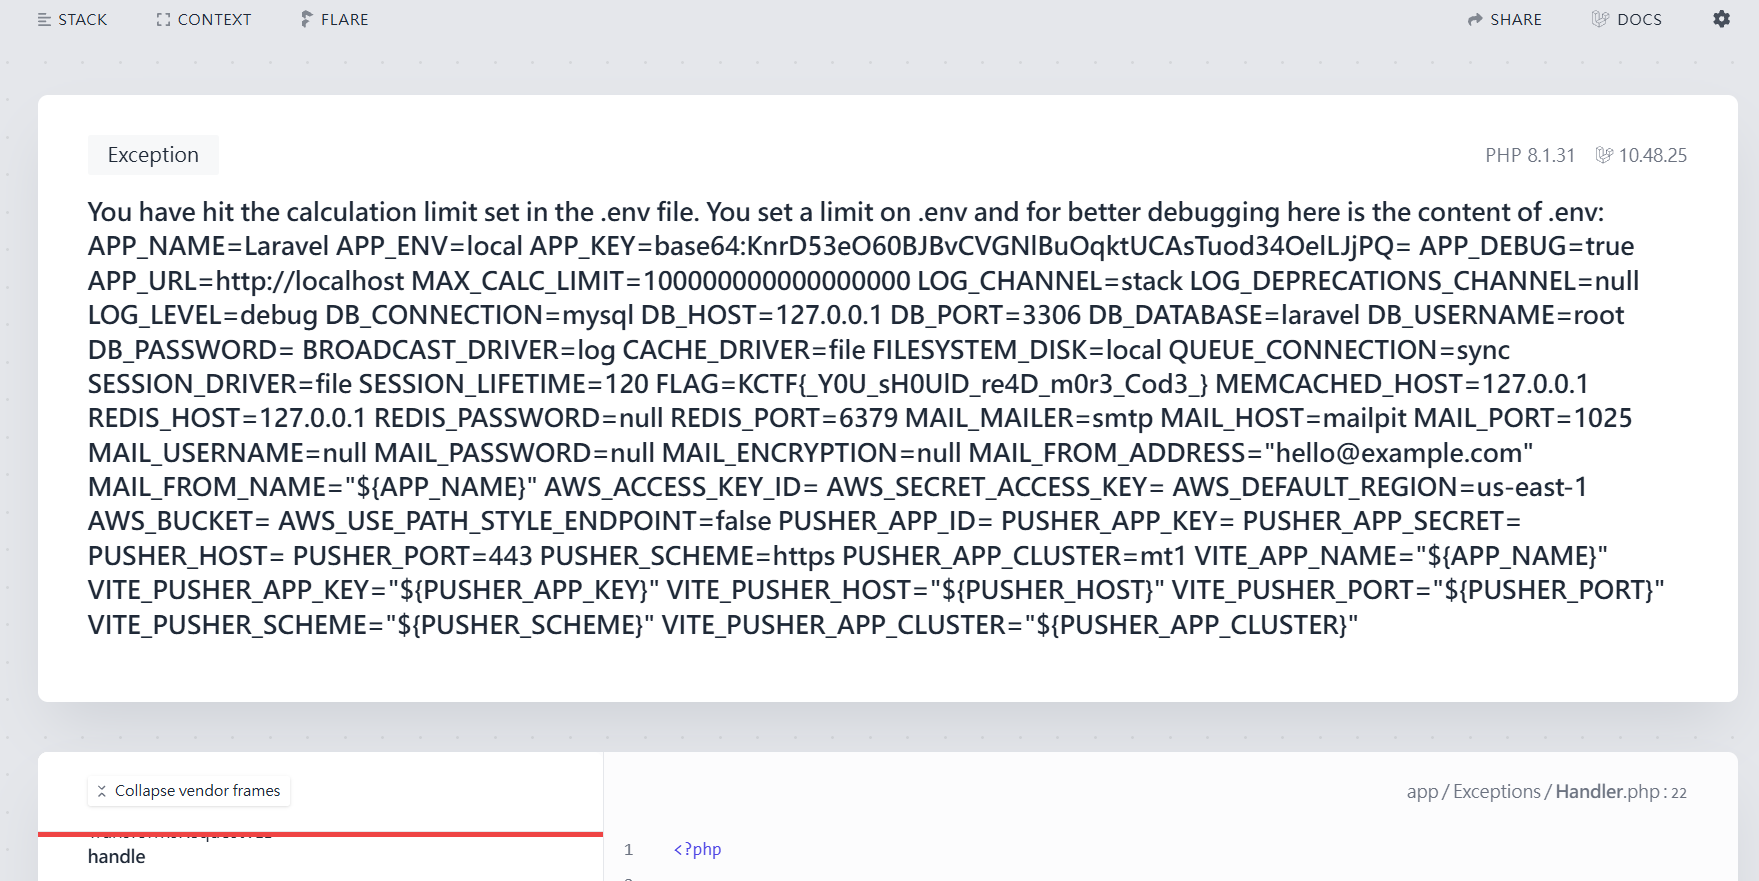 STACK CONTEXT FLARE SHARE DOCS
Exception PHP 8.1.31 10.48.25
You have hit the calculation limit set in the .env file. You set a limit on .env and for better debugging here is the content of .env:
APP_NAME=Laravel APP_ENV=local APP_KEY=base64:KnrD53eO60BJBvCVGNlBuOqktUCAsTuod34OelLJjPQ= APP_DEBUG=true
APP_URL=http://localhost MAX_CALC_LIMIT=1000000000000000000 LOG_CHANNEL=stack LOG_DEPRECATIONS_CHANNEL=null
LOG_LEVEL=debug DB_CONNECTION=mysql DB_HOST=127.0.0.1 DB_PORT=3306 DB_DATABASE=laravel DB_USERNAME=root
DB_PASSWORD= BROADCAST_DRIVER=log CACHE_DRIVER=file FILESYSTEM_DISK=local QUEUE_CONNECTION=sync
SESSION_DRIVER=file SESSION_LIFETIME=120 FLAG=KCTF{_Y0U_sH0UlD_re4D_m0r3_Cod3_} MEMCACHED_HOST=127.0.0.1
REDIS_HOST=127.0.0.1 REDIS_PASSWORD=null REDIS_PORT=6379 MAIL_MAILER=smtp MAIL_HOST=mailpit MAIL_PORT=1025
MAIL_USERNAME=null MAIL_PASSWORD=null MAIL_ENCRYPTION=null MAIL_FROM_ADDRESS="hello@example.com"
MAIL_FROM_NAME="${APP_NAME}" AWS_ACCESS_KEY_ID= AWS_SECRET_ACCESS_KEY= AWS_DEFAULT_REGION=us-east-1
AWS_BUCKET= AWS_USE_PATH_STYLE_ENDPOINT=false PUSHER_APP_ID= PUSHER_APP_KEY= PUSHER_APP_SECRET=
PUSHER_HOST= PUSHER_PORT=443 PUSHER_SCHEME=https PUSHER_APP_CLUSTER=mt1 VITE_APP_NAME="${APP_NAME}"
VITE_PUSHER_APP_KEY="${PUSHER_APP_KEY}" VITE_PUSHER_HOST="${PUSHER_HOST}" VITE_PUSHER_PORT="${PUSHER_PORT}"
VITE_PUSHER_SCHEME="${PUSHER_SCHEME}" VITE_PUSHER_APP_CLUSTER="${PUSHER_APP_CLUSTER}"
Collapse vendor frames
handle
app / Exceptions / Handler.php : 22
1 <?php